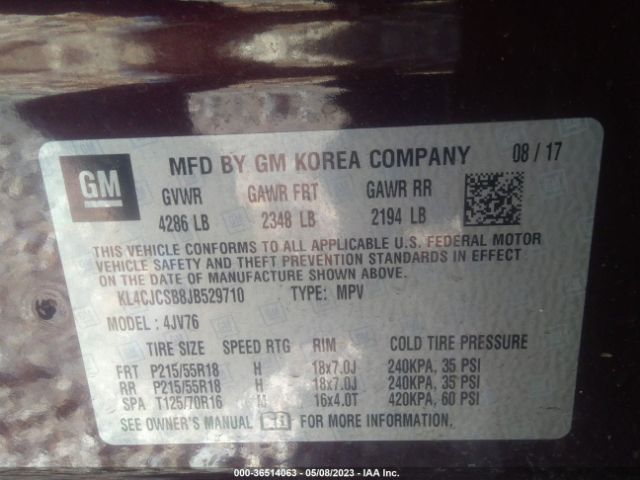 GM
MFD BY GM KOREA COMPANY 08 / 17
GVWR GAWR FRT GAWR RR
4286 LB 2348 LB 2194 LB
THIS VEHICLE CONFORMS TO ALL APPLICABLE U.S. FEDERAL MOTOR
VEHICLE SAFETY AND THEFT PREVENTION STANDARDS IN EFFECT
ON THE DATE OF MANUFACTURE SHOWN ABOVE.
KL4CJCSB8JB529710 TYPE: MPV
MODEL : 4JV76
TIRE SIZE SPEED RTG RIM COLD TIRE PRESSURE
FRT P215/55R18 H 18x7.0J 240KPA, 35 PSI
RR P215/55R18 H 18x7.0J 240KPA, 35 PSI
SPA T125/70R16 M 16x4.0T 420KPA, 60 PSI
SEE OWNER'S MANUAL FOR MORE INFORMATION.
000-36514063 - 05/08/2023 - IAA Inc.